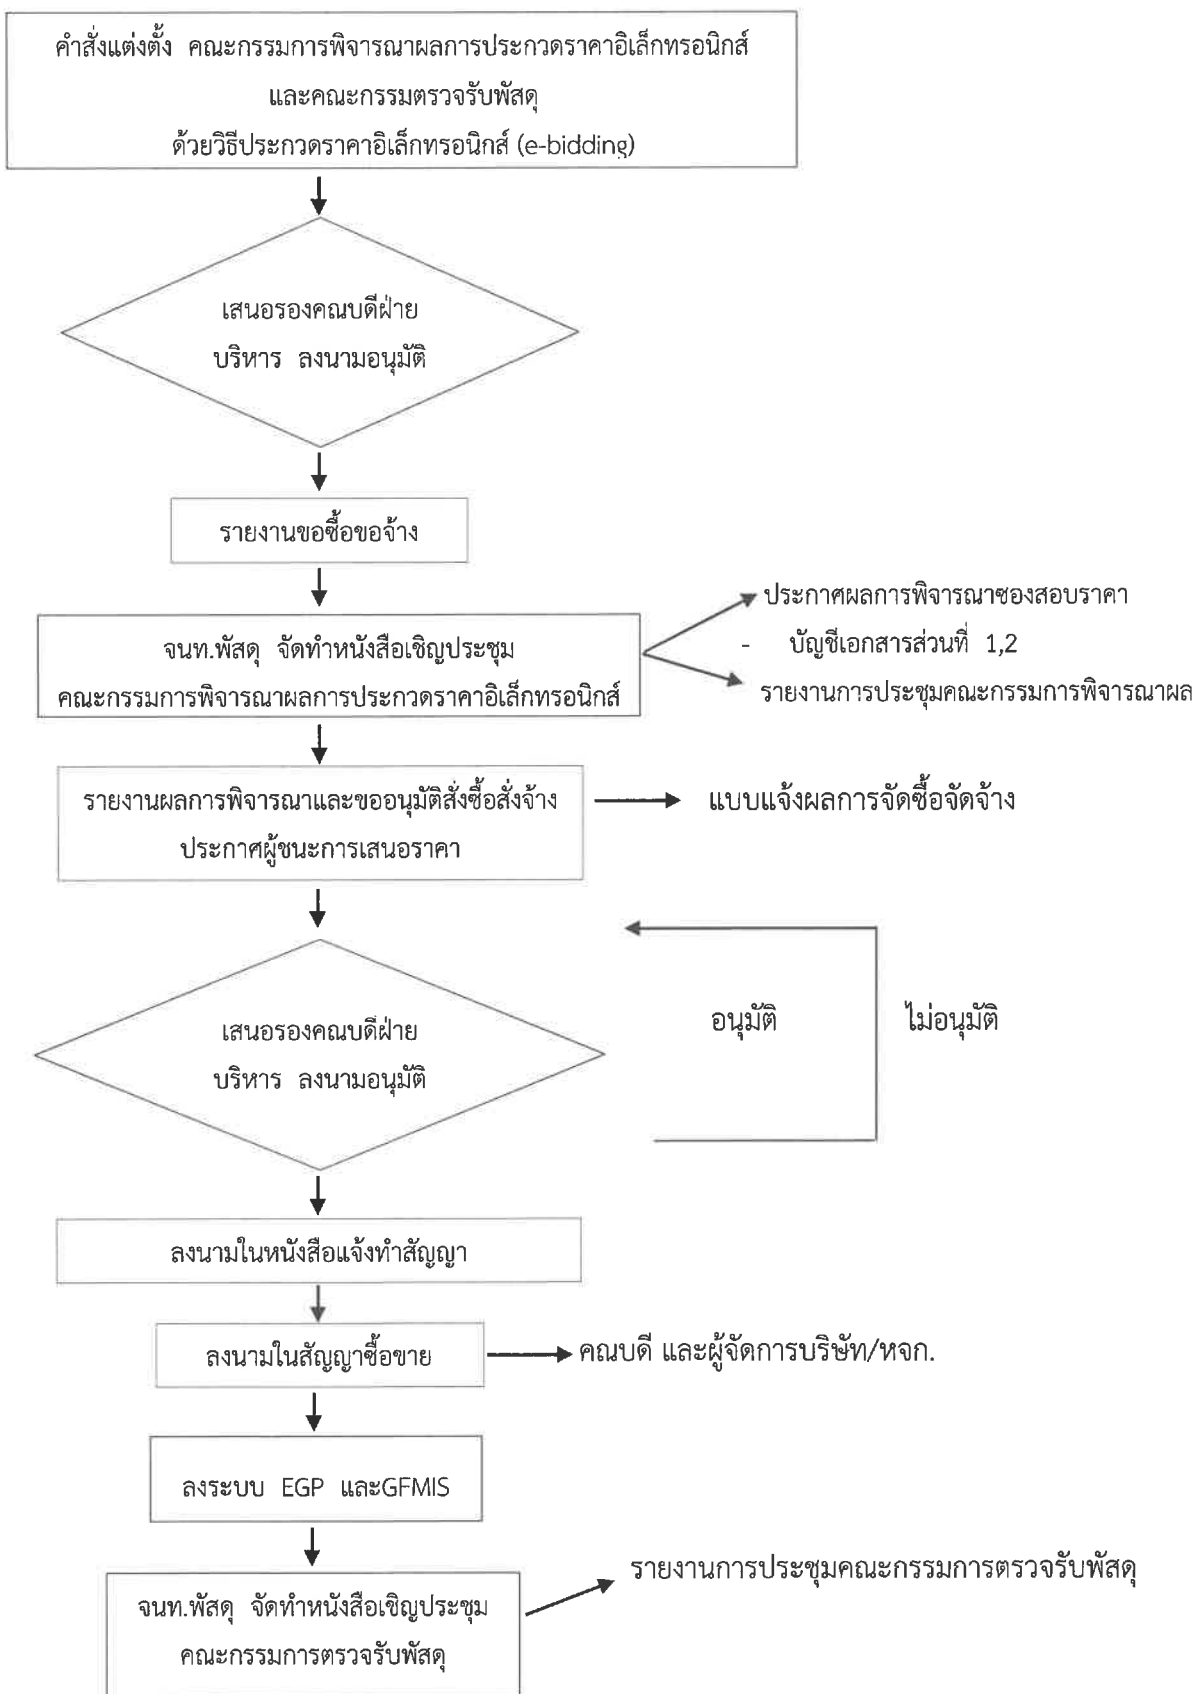 คำสั่งแต่งตั้ง คณะกรรมการพิจารณาผลการประกวดราคาอิเล็กทรอนิกส์
และคณะกรรมตรวจรับพัสดุ
ด้วยวิธีประกวดราคาอิเล็กทรอนิกส์ (e-bidding)
เสนอรองคณบดีฝ่าย
บริหาร ลงนามอนุมัติ
รายงานขอซื้อขอจ้าง
จนท.พัสดุ จัดทำหนังสือเชิญประชุม
คณะกรรมการพิจารณาผลการประกวดราคาอิเล็กทรอนิกส์
ประกาศผลการพิจารณาซองสอบราคา
- บัญชีเอกสารส่วนที่ 1,2
รายงานการประชุมคณะกรรมการพิจารณาผล
รายงานผลการพิจารณาและขออนุมัติสั่งซื้อสั่งจ้าง
ประกาศผู้ชนะการเสนอราคา
แบบแจ้งผลการจัดซื้อจัดจ้าง
เสนอรองคณบดีฝ่าย
บริหาร ลงนามอนุมัติ
อนุมัติ
ไม่อนุมัติ
ลงนามในหนังสือแจ้งทำสัญญา
ลงนามในสัญญาซื้อขาย
คณบดี และผู้จัดการบริษัท/หจก.
ลงระบบ EGP และGFMIS
จนท.พัสดุ จัดทำหนังสือเชิญประชุม
คณะกรรมการตรวจรับพัสดุ
รายงานการประชุมคณะกรรมการตรวจรับพัสดุ